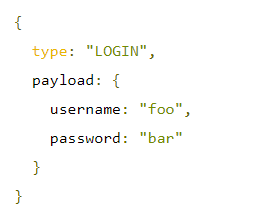 {
  type: "LOGIN",
  payload: {
    username: "foo",
    password: "bar"
  }
}